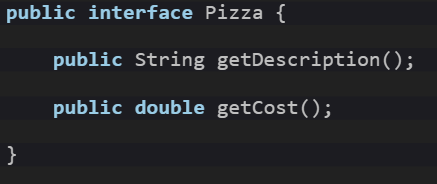 public interface Pizza {
public String getDescription();
public double getCost();
}